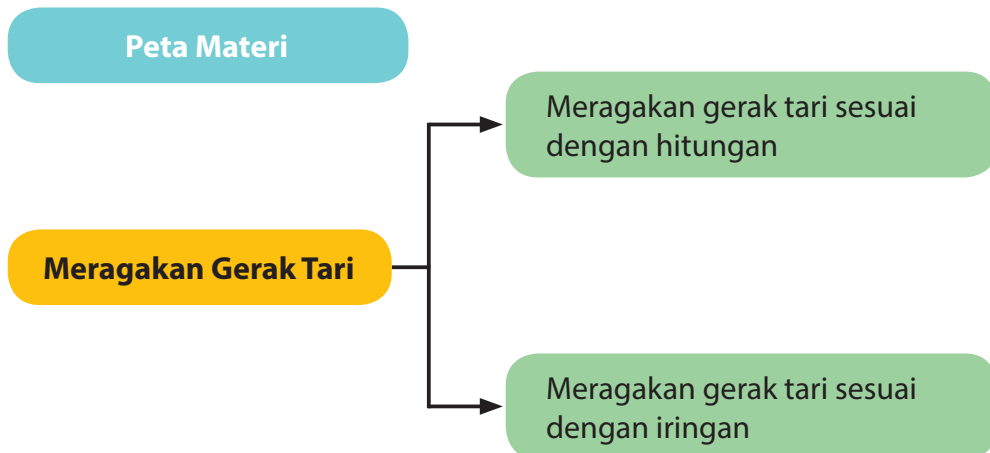 Peta Materi
Meragakan gerak tari sesuai
dengan hitungan
Meragakan Gerak Tari
Meragakan gerak tari sesuai
dengan iringan